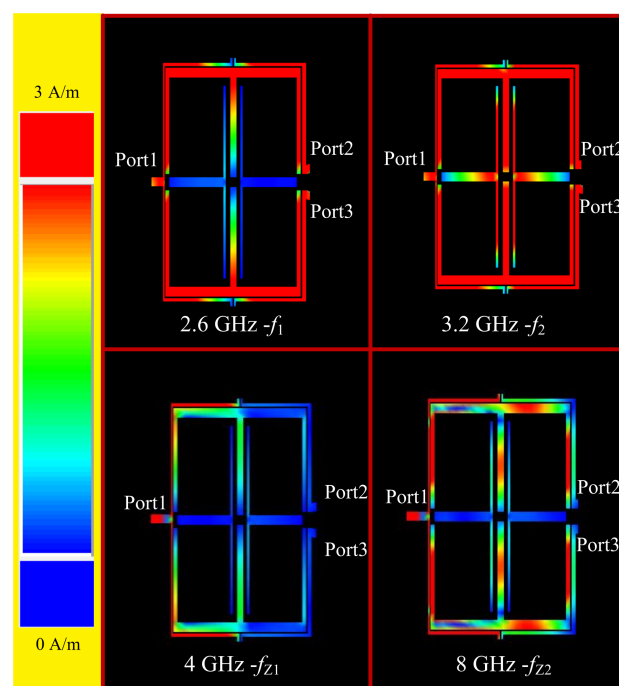 3 A/m
0 A/m
Port1
Port2
Port3
2.6 GHz -f1
Port1
Port2
Port3
3.2 GHz -f2
Port1
Port2
Port3
4 GHz -fZ1
Port1
Port2
Port3
8 GHz -fZ2